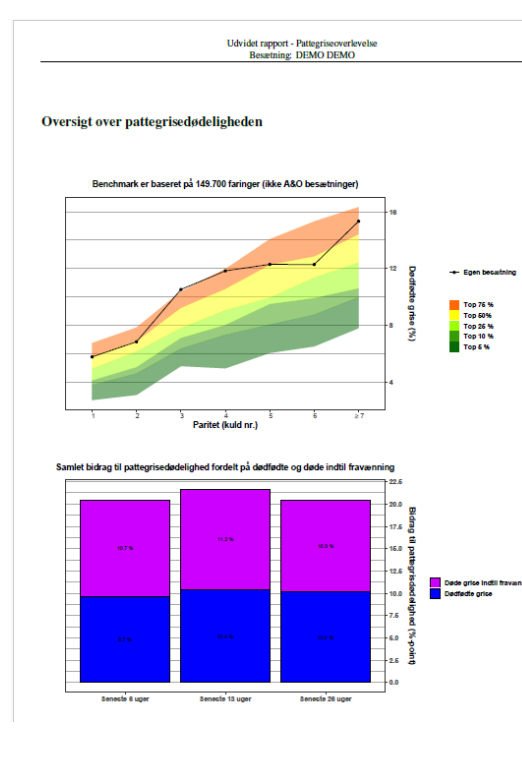 Udvidet rapport - Pattegriseoverlevelse
Besætning: DEMO DEMO
Oversigt over pattegrisedødeligheden
Benchmark er baseret på 149.700 faringer (ikke A&O besætninger)
16
12
8
4
Dødfødte grise (%)
1 2 3 4 5 6 ≥ 7
Paritet (kuld nr.)
Egen besætning
Top 75 %
Top 50%
Top 25 %
Top 10 %
Top 5 %
Samlet bidrag til pattegrisedødelighed fordelt på dødfødte og døde indtil fravænning
22.5
20.0
17.5
15.0
12.5
10.0
7.5
5.0
2.5
0.0
Bidrag til pattegrisdødelighed (%-point)
10.7 %
11.2 %
Døde grise indtil fravæn
Dødfødte grise
Seneste 6 uger
Seneste 13 uger
Seneste 26 uger